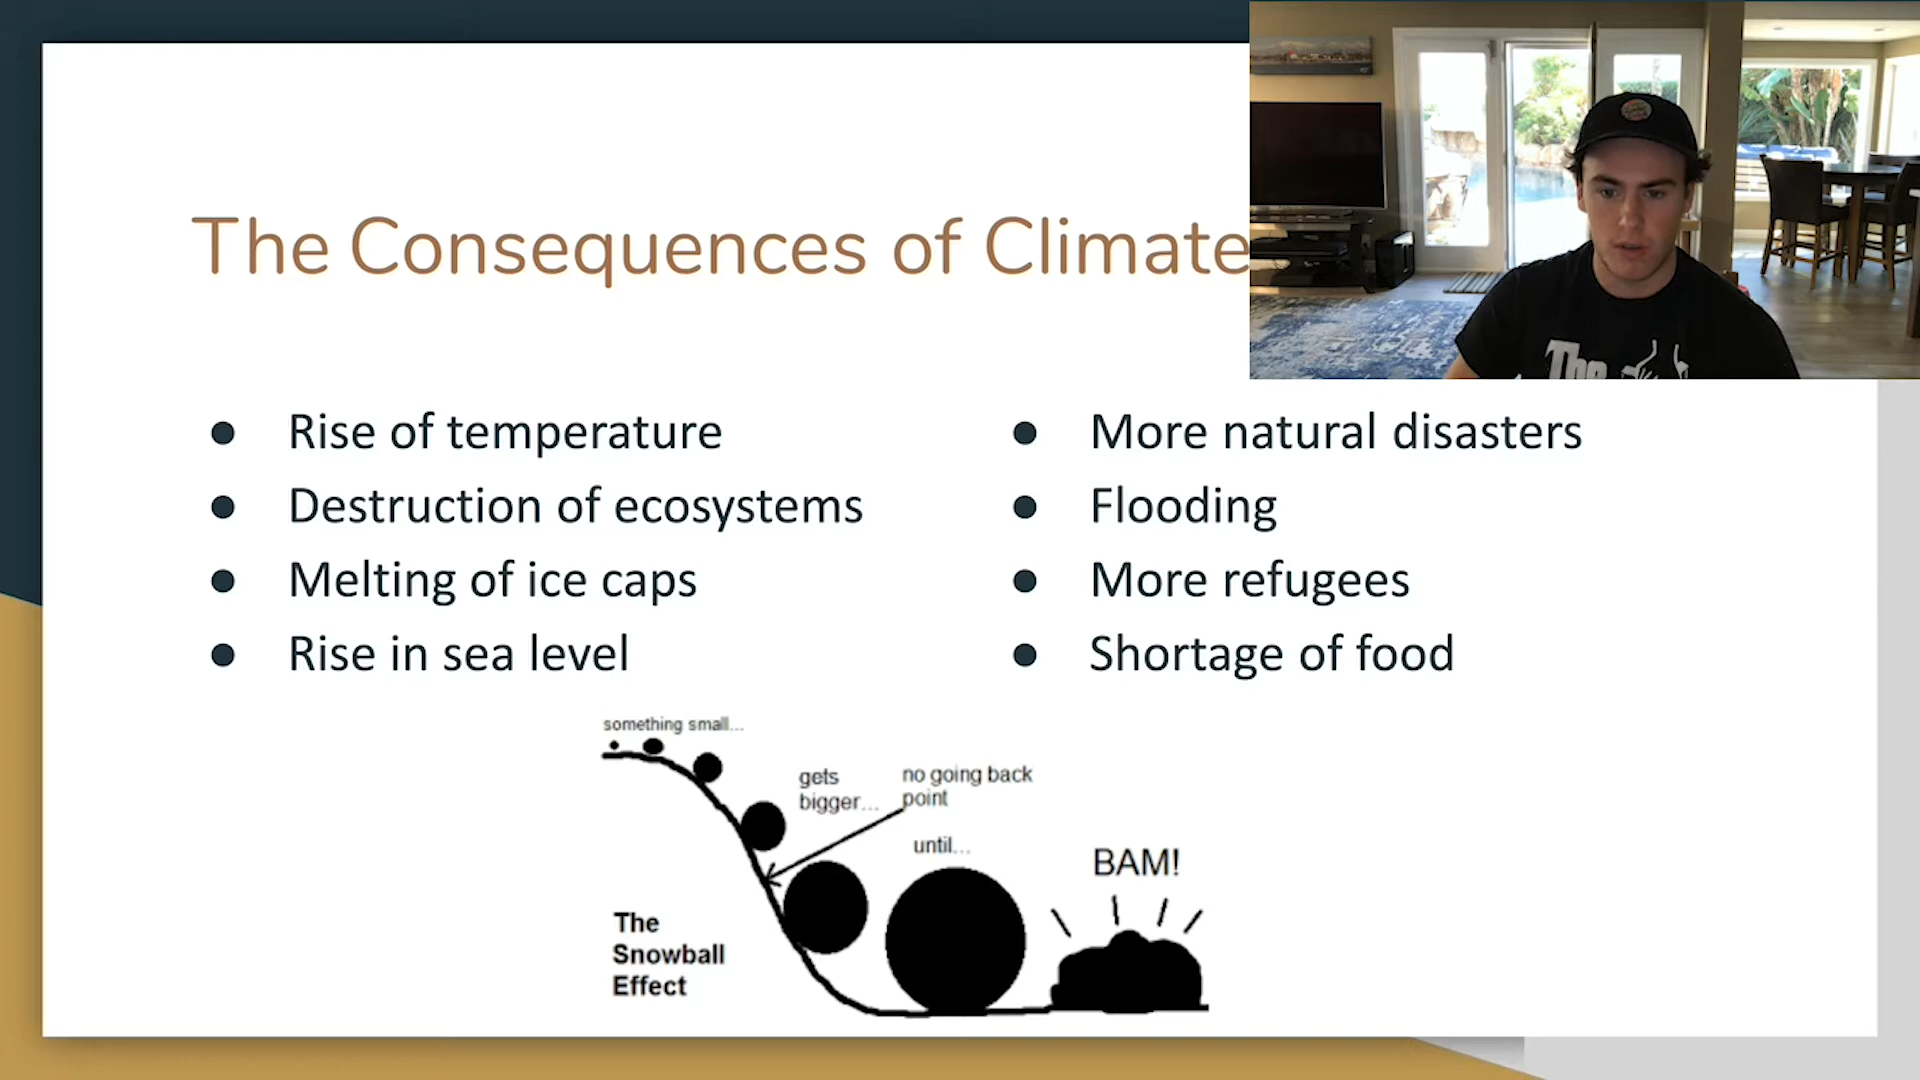 The Consequences of Climate
Rise of temperature
Destruction of ecosystems
Melting of ice caps
Rise in sea level
More natural disasters
Flooding
More refugees
Shortage of food
something small...
gets
bigger...
no going back
point
until...
BAM!
The
Snowball
Effect
The